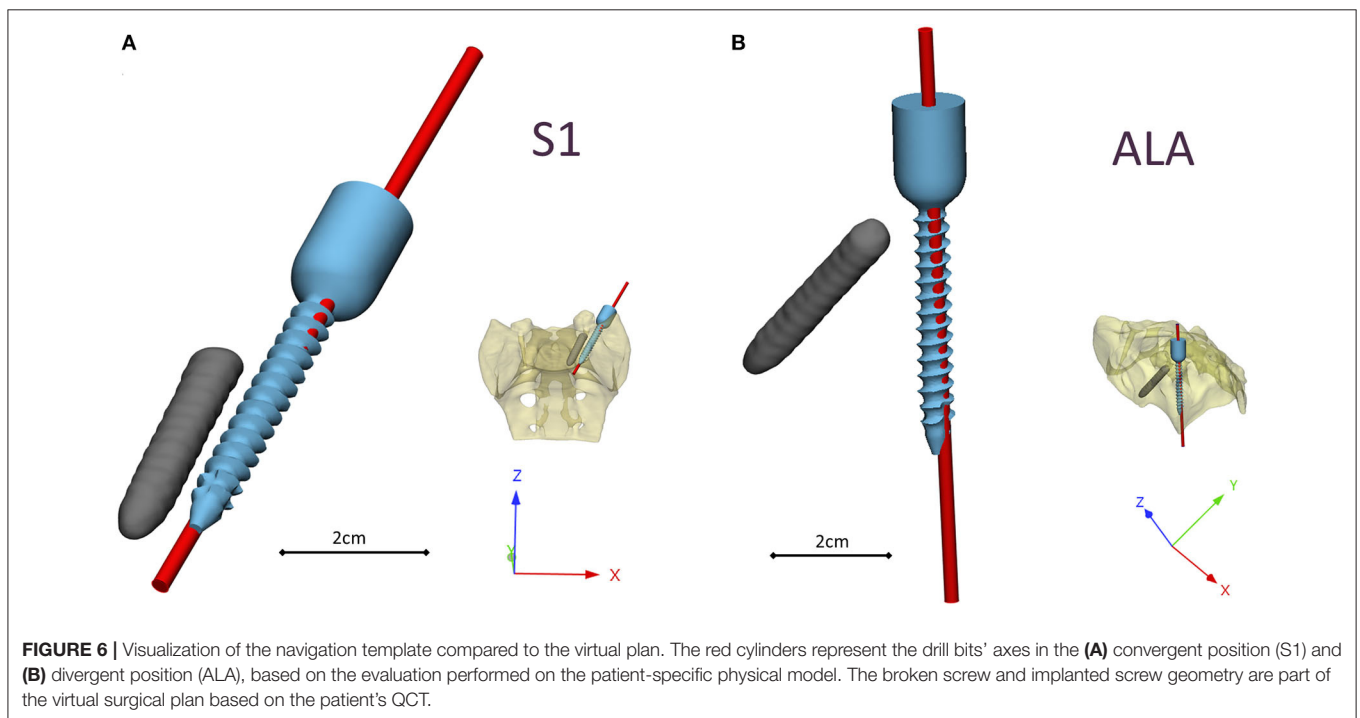 A
B
S1
ALA
Z
Y
X
2cm
Z
Y
X
2cm
FIGURE 6 | Visualization of the navigation template compared to the virtual plan. The red cylinders represent the drill bits' axes in the (A) convergent position (S1) and
(B) divergent position (ALA), based on the evaluation performed on the patient-specific physical model. The broken screw and implanted screw geometry are part of
the virtual surgical plan based on the patient's QCT.